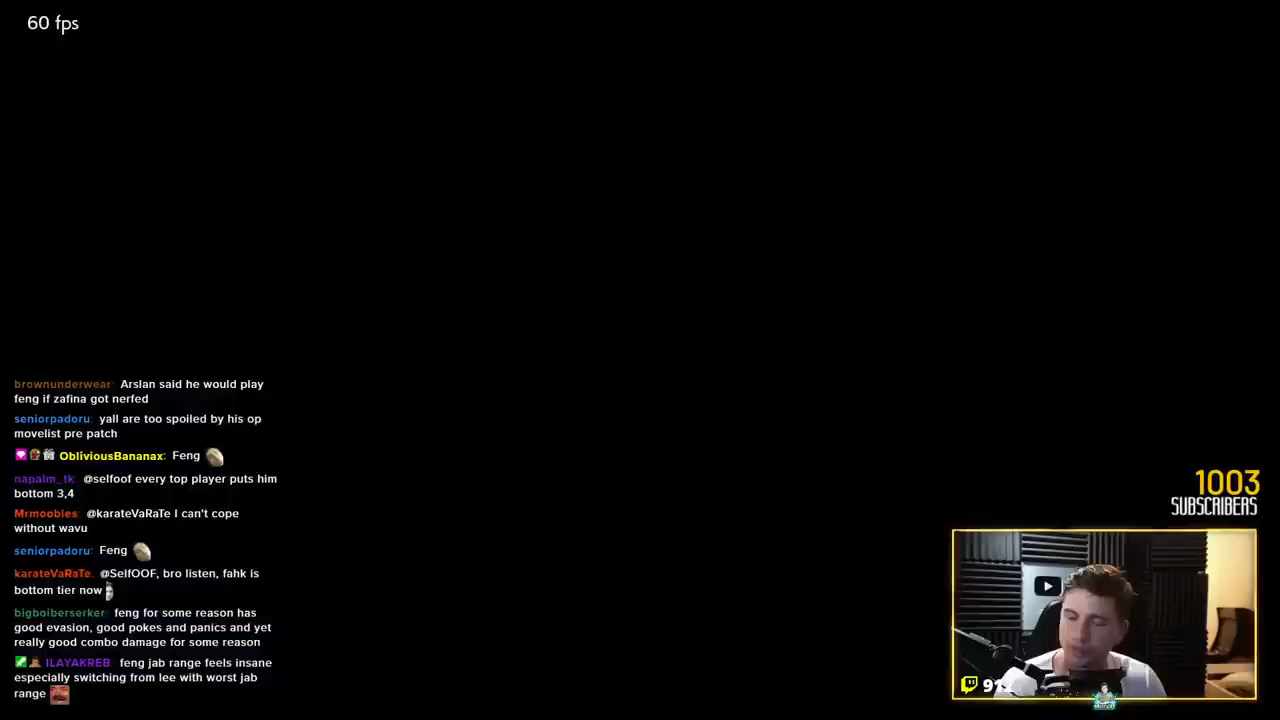 60 fps
brownunderwear: Arslan said he would play
feng if zafina got nerfed
seniorpadoru: yall are too spoiled by his op
movelist pre patch
ObliviousBananax: Feng
napalm_tk: @selfoof every top player puts him
bottom 3,4
Mrmoobles: @karateVaRaTe I can't cope
without wavu
seniorpadoru: Feng
karateVaRaTe: @SelfOOF, bro listen, fahk is
bottom tier now
bigboiberserker: feng for some reason has
good evasion, good pokes and panics and yet
really good combo damage for some reason
ILAYAKREB feng jab range feels insane
especially switching from lee with worst jab
range
1003
SUBSCRIBERS